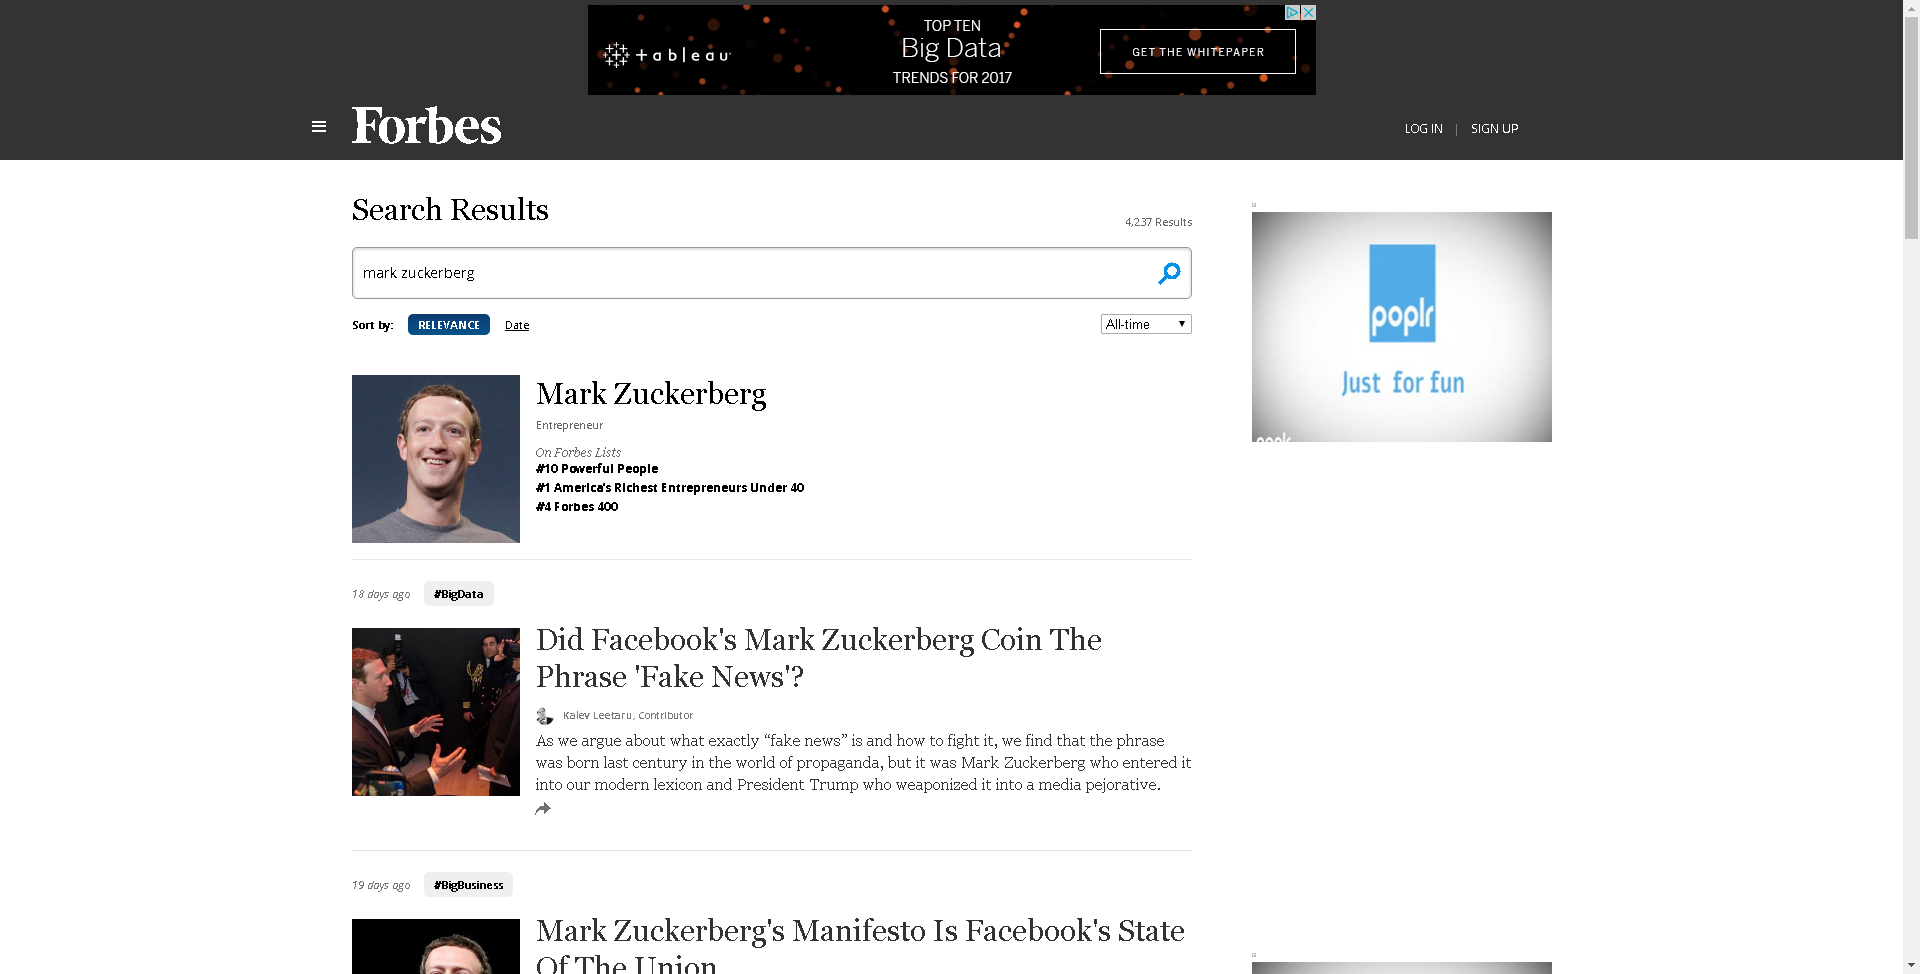 tableau
TOP TEN
Big Data
TRENDS FOR 2017
GET THE WHITEPAPER
Forbes
LOG IN | SIGN UP
Search Results
4,237 Results
mark zuckerberg
Sort by: RELEVANCE Date
All-time
poplr
Just for fun
poplr
Mark Zuckerberg
Entrepreneur
On Forbes Lists
#10 Powerful People
#1 America's Richest Entrepreneurs Under 40
#4 Forbes 400
18 days ago #BigData
Did Facebook's Mark Zuckerberg Coin The
Phrase 'Fake News'?
Kalev Leetaru, Contributor
As we argue about what exactly “fake news” is and how to fight it, we find that the phrase
was born last century in the world of propaganda, but it was Mark Zuckerberg who entered it
into our modern lexicon and President Trump who weaponized it into a media pejorative.
19 days ago #BigBusiness
Mark Zuckerberg's Manifesto Is Facebook's State
Of The Union